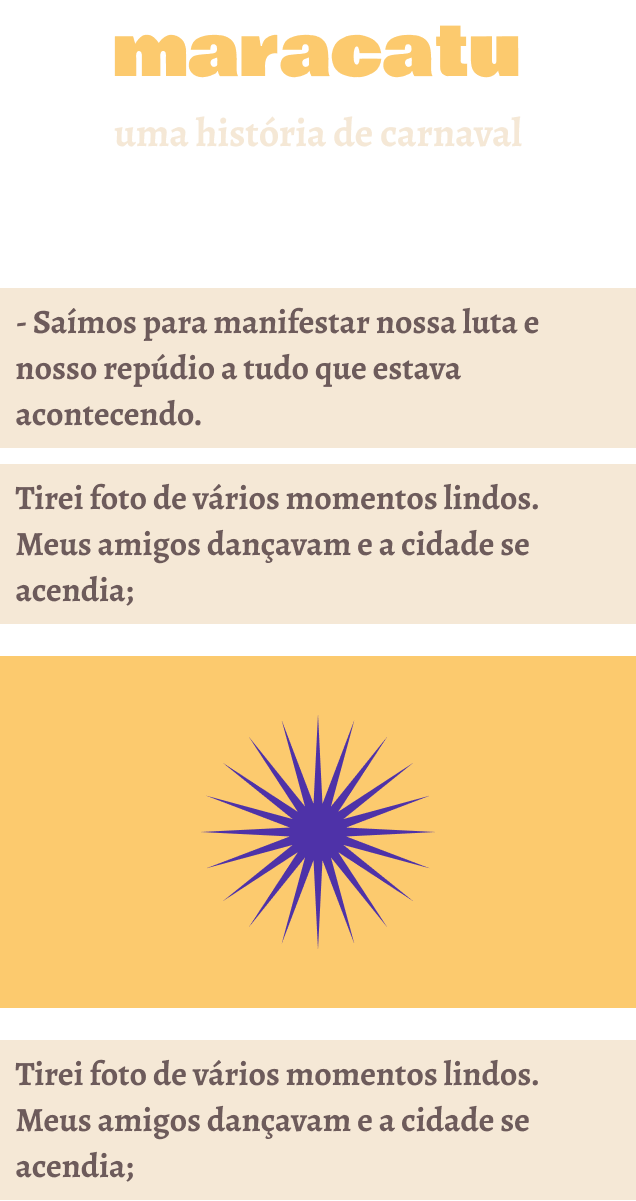 maracatu
uma história de carnaval
- Saímos para manifestar nossa luta e
nosso repúdio a tudo que estava
acontecendo.
Tirei foto de vários momentos lindos.
Meus amigos dançavam e a cidade se
acendia;
Tirei foto de vários momentos lindos.
Meus amigos dançavam e a cidade se
acendia;